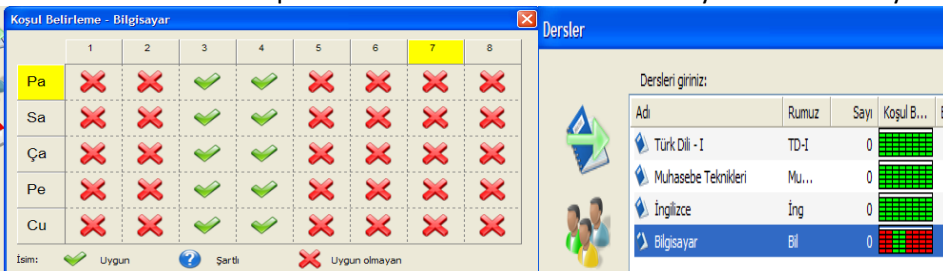 Koşul Belirleme - Bilgisayar
1 2 3 4 5 6 7 8
Pa
Sa
Ça
Pe
Cu
İsim: Uygun Şartlı Uygun olmayan
Dersler
Dersleri giriniz:
Adı Rumuz Sayı Koşul B...
Türk Dili - I TD-I 0
Muhasebe Teknikleri Mu... 0
İngilizce İng 0
Bilgisayar Bil 0